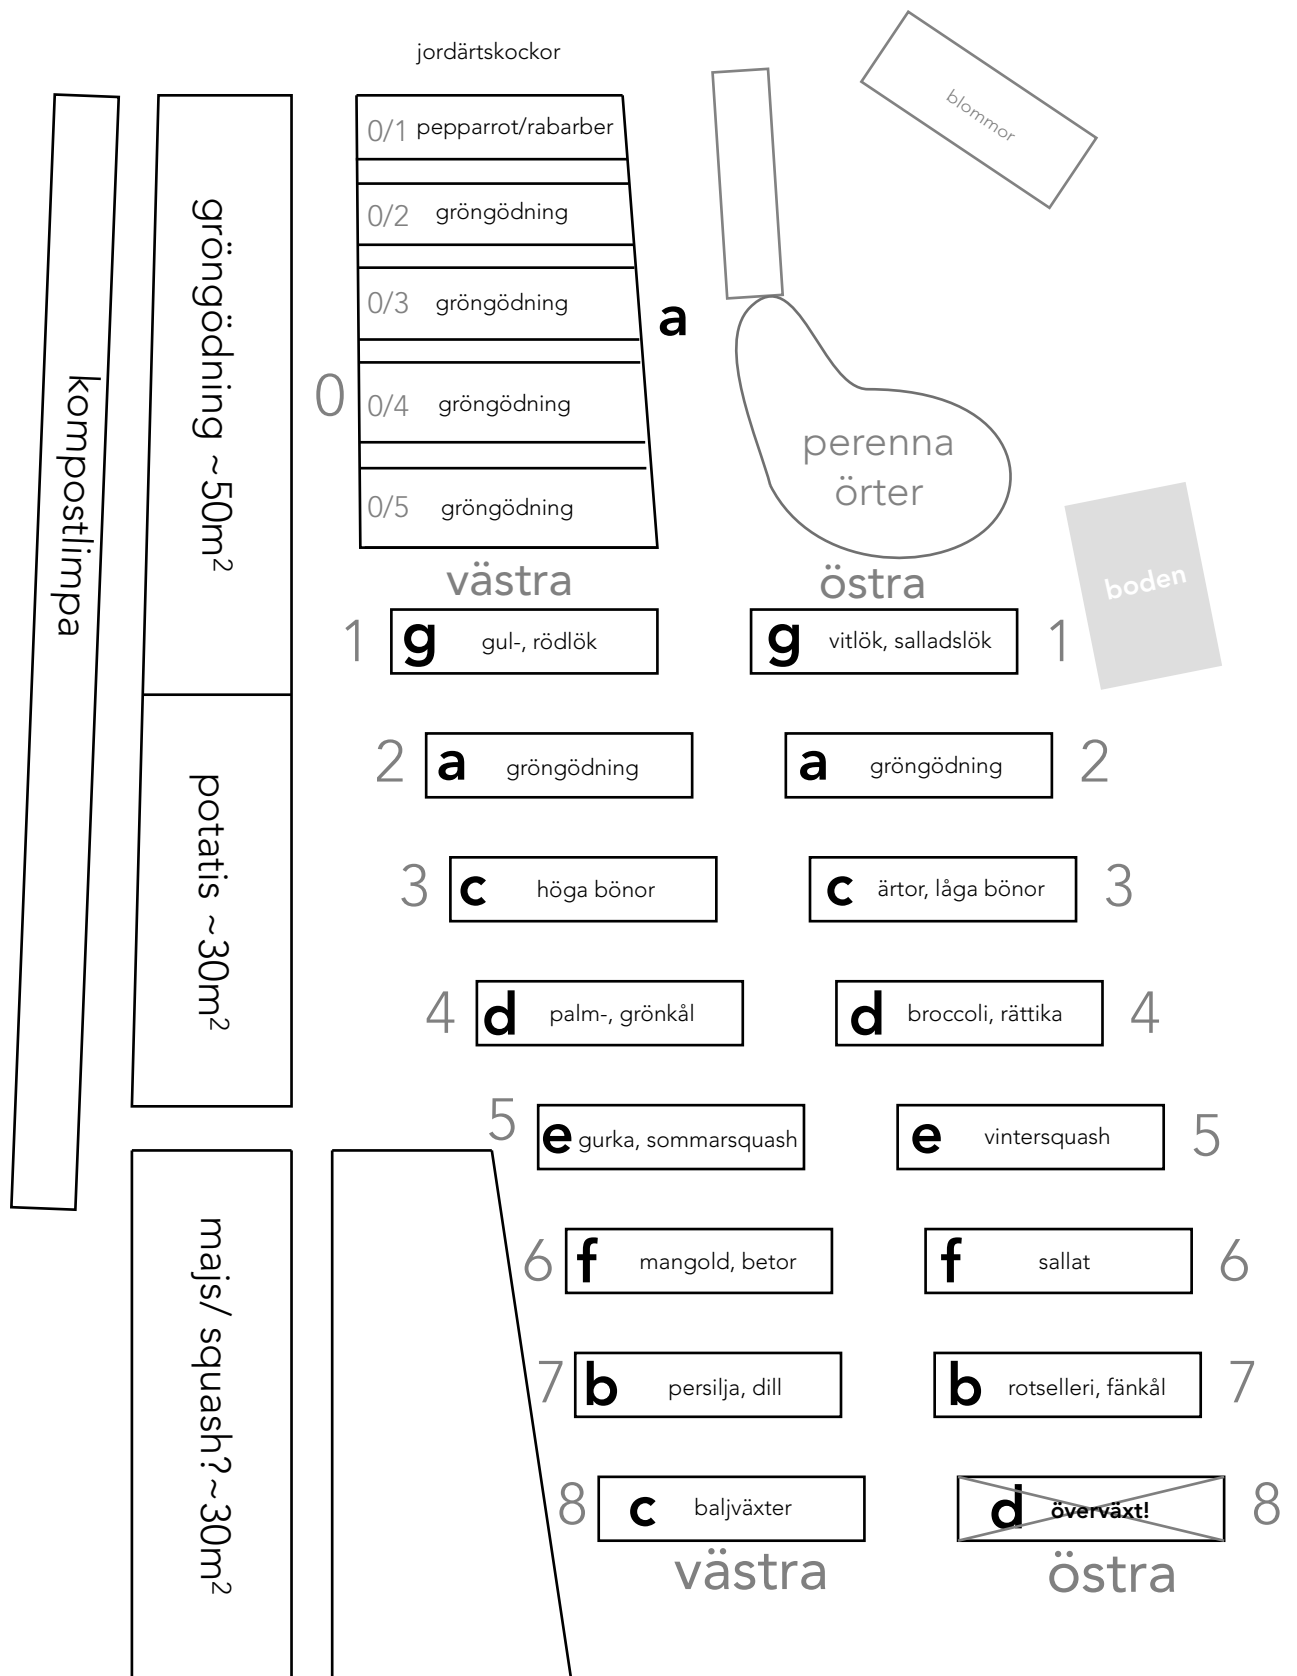 jordärtskockor
blommor
0/1 pepparrot/rabarber
0/2 gröngödning
0/3 gröngödning
a
0
0/4 gröngödning
0/5 gröngödning
kompostlimpa
gröngödning ~50m²
potatis ~30m²
majs/ squash?~30m²
perenna
örter
boden
västra östra
1 g gul-, rödlök g vitlök, salladslök 1
2 a gröngödning a gröngödning 2
3 c höga bönor c ärtor, låga bönor 3
4 d palm-, grönkål d broccoli, rättika 4
5 e gurka, sommarsquash e vintersquash 5
6 f mangold, betor f sallat 6
7 b persilja, dill b rotselleri, fänkål 7
8 c baljväxter d överväxt! 8
västra östra